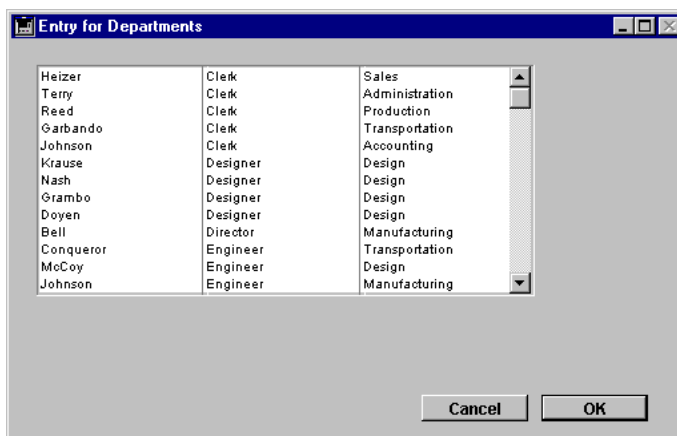 Entry for Departments
Heizer Clerk Sales
Terry Clerk Administration
Reed Clerk Production
Garbando Clerk Transportation
Johnson Clerk Accounting
Krause Designer Design
Nash Designer Design
Grambo Designer Design
Doyen Designer Design
Bell Director Manufacturing
Conqueror Engineer Transportation
McCoy Engineer Design
Johnson Engineer Manufacturing
Cancel OK